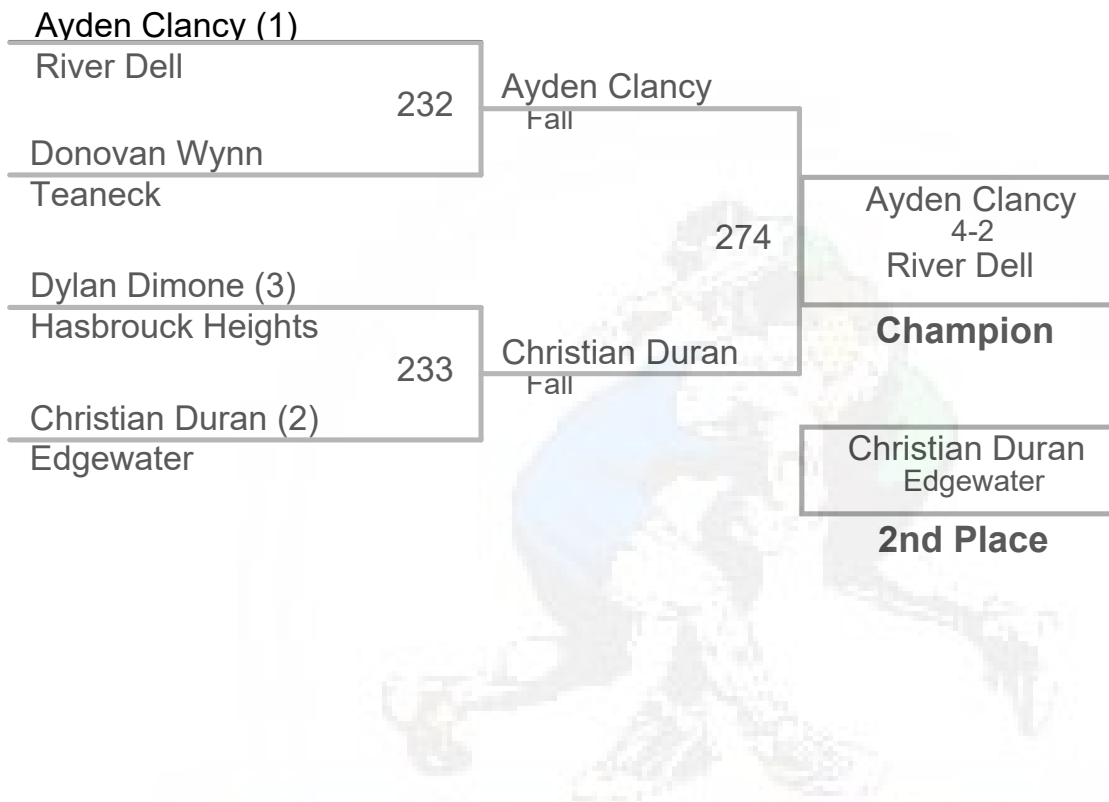 Ayden Clancy (1)
River Dell
232
Donovan Wynn
Teaneck
Dylan Dimone (3)
Hasbrouck Heights
233
Christian Duran (2)
Edgewater
Ayden Clancy
Fall
274
Christian Duran
Fall
Ayden Clancy
4-2
River Dell
Champion
Christian Duran
Edgewater
2nd Place